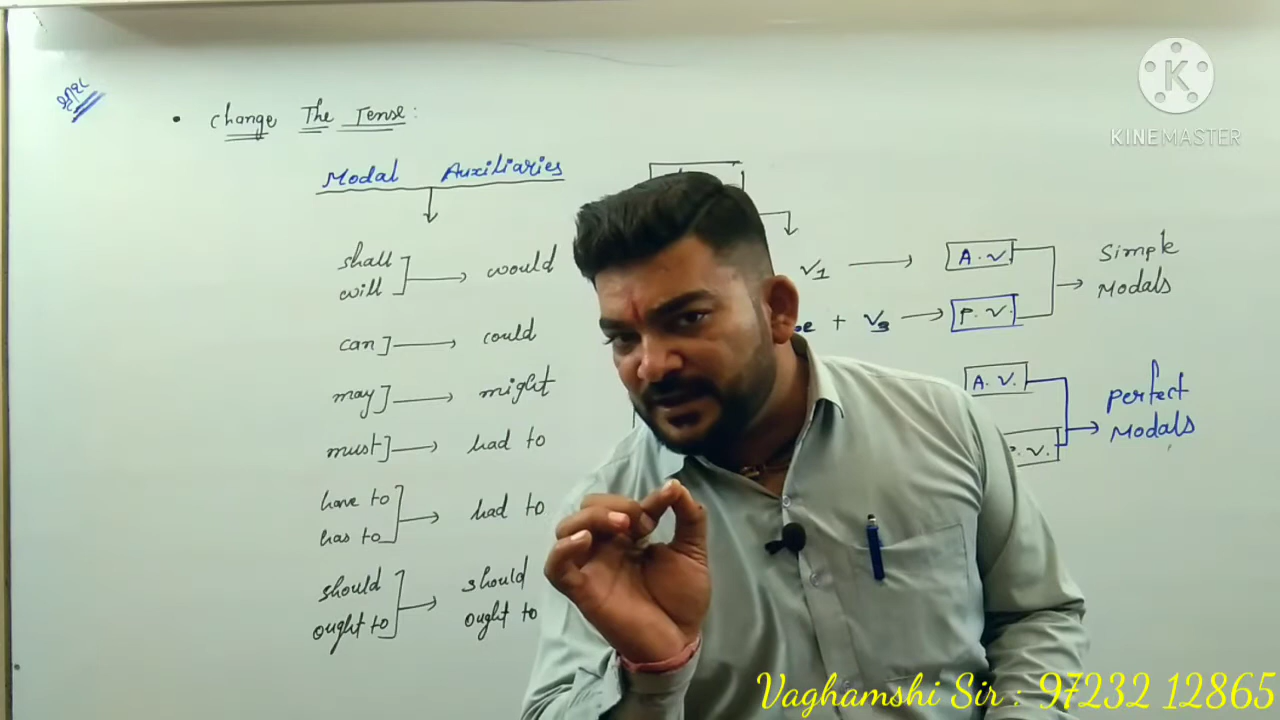 • Change The Tense:
Modal Auxiliaries
shall
will
would
can
could
may
might
must
had to
have to
has to
had to
should
ought to
should
ought to
V1
A.V.
Simple
Modals
+ V3
P.V.
A.V.
Perfect
Modals
P.V.
K
KINEMASTER
Vaghamshi Sir : 97232 12865